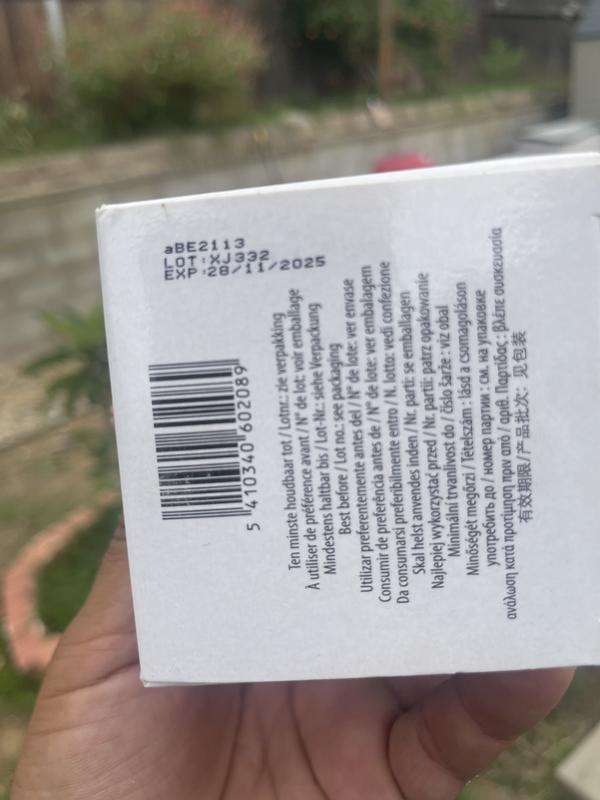 aBE2113
LOT:XJ332
EXP:28/11/2025
5 410340 602089
Ten minste houdbaar tot / Lotnr.: zie verpakking
À utiliser de préférence avant / N° de lot: voir emballage
Mindestens haltbar bis / Lot-Nr.: siehe Verpackung
Best before / Lot no.: see packaging
Utilizar preferentemente antes del / N° de lote: ver envase
Consumir de preferência antes de / N° de lote: ver embalagem
Da consumarsi preferibilmente entro / N. lotto: vedi confezione
Skal helst anvendes inden / Nr. parti: se emballagen
Najlepiej wykorzystać przed / Nr. partii: patrz opakowanie
Minimální trvanlivost do / číslo šarže : viz obal
Minőségét megőrzi / Tételszám : lásd a csomagoláson
употребить до / номер партии : см. на упаковке
ανάλωση κατά προτίμηση πριν από / αριθ. Παρτίδας : βλέπε συσκευασία
有效期限/产品批次: 见包装